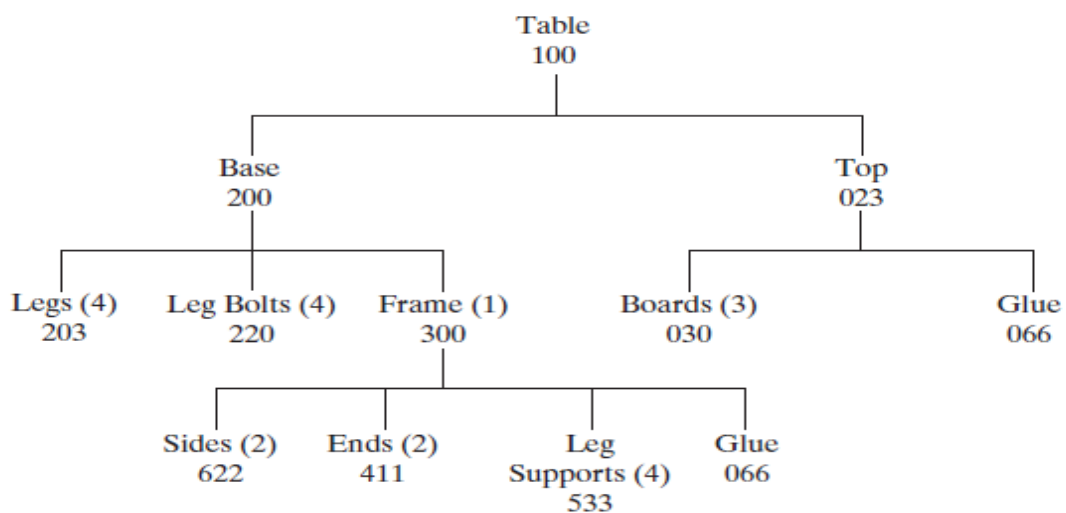 Table
100
Base
200
Top
023
Legs (4)
203
Leg Bolts (4)
220
Frame (1)
300
Boards (3)
030
Glue
066
Sides (2)
622
Ends (2)
411
Leg
Supports (4)
533
Glue
066